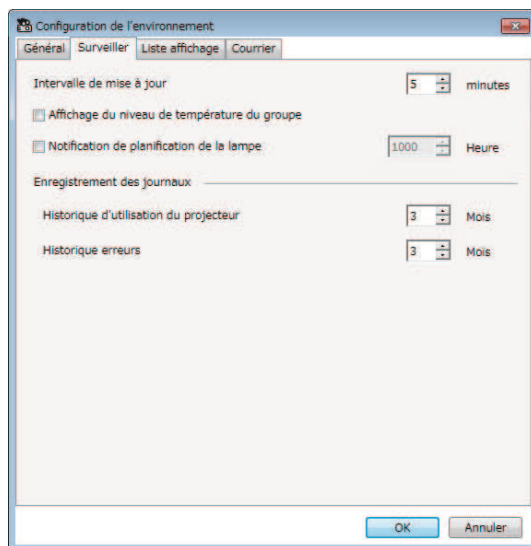 Configuration de l'environnement
Général Surveiller Liste affichage Courrier
Intervalle de mise à jour 5 minutes
Affichage du niveau de température du groupe
Notification de planification de la lampe 1000 Heure
Enregistrement des journaux
Historique d'utilisation du projecteur 3 Mois
Historique erreurs 3 Mois
OK Annuler